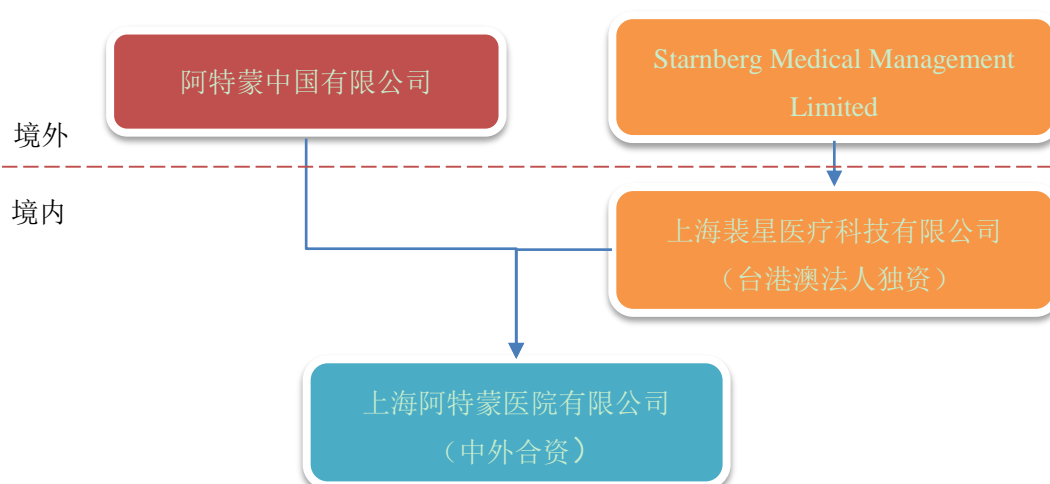 阿特蒙中国有限公司
Starnberg Medical Management
Limited
境外
境内
上海裴星医疗科技有限公司
（台港澳法人独资）
上海阿特蒙医院有限公司
（中外合资）